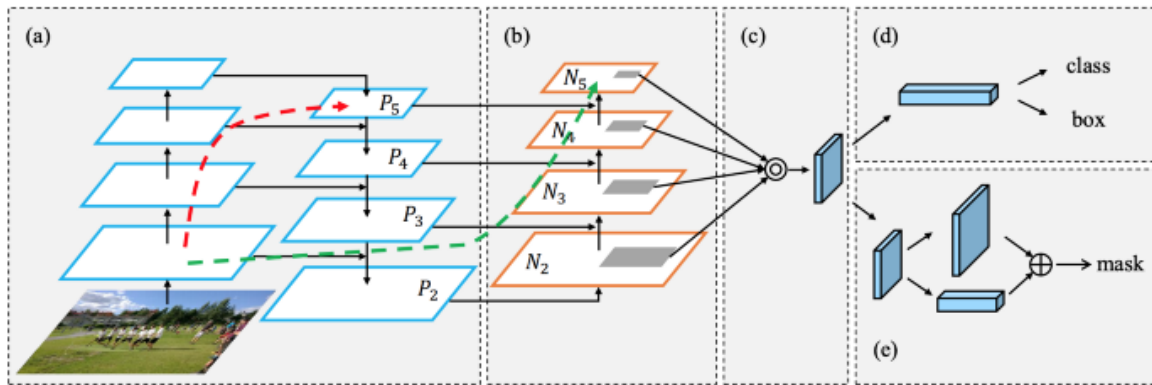 (a)
P5
P4
P3
P2
(b)
N5
N4
N3
N2
(c)
(d)
class
box
(e)
mask